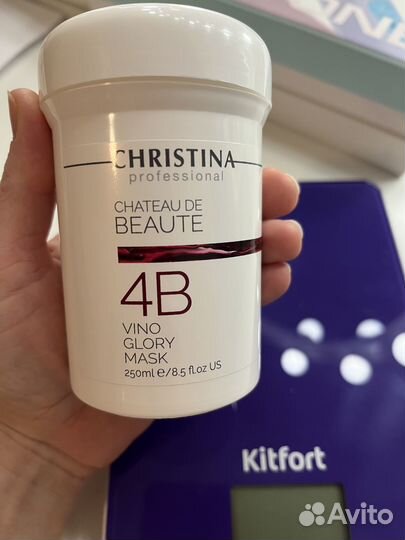 CHRISTINA
professional
CHATEAU DE
BEAUTE
4B
VINO
GLORY
MASK
250ml e/8.5 fl.oz US
Kitfort
Avito